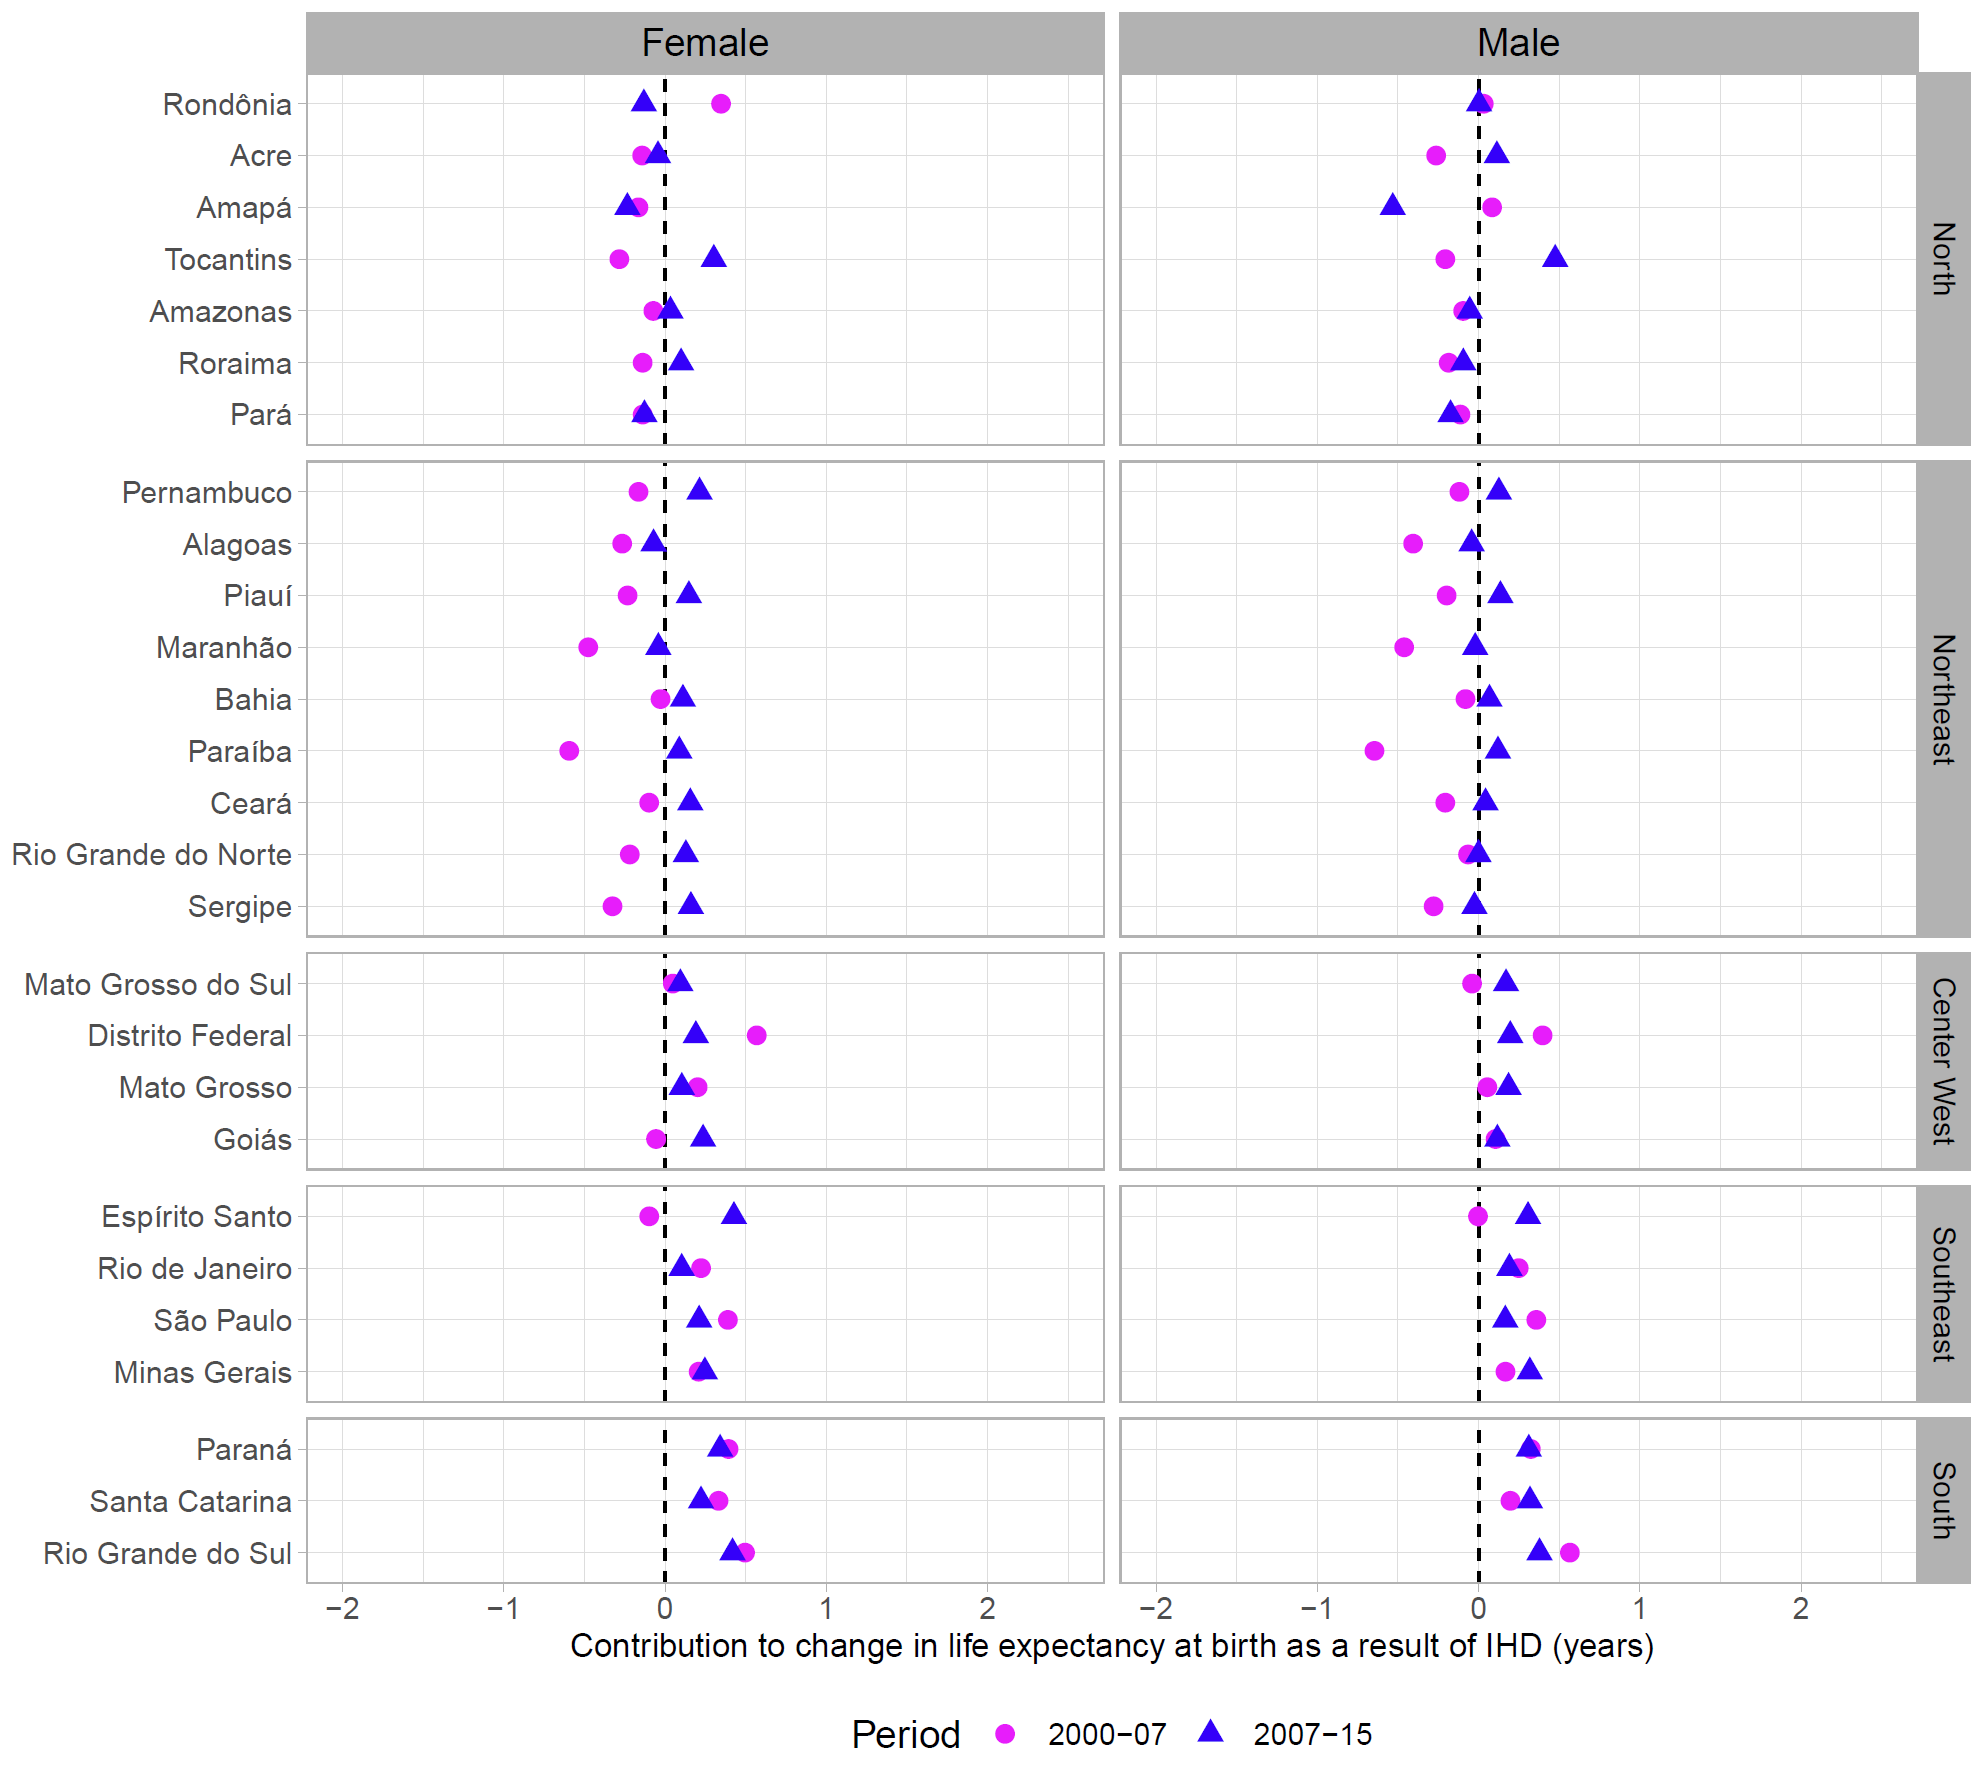 Female
Male
Rondônia
Acre
Amapá
Tocantins
Amazonas
Roraima
Pará
North
Pernambuco
Alagoas
Piauí
Maranhão
Bahia
Paraíba
Ceará
Rio Grande do Norte
Sergipe
Northeast
Mato Grosso do Sul
Distrito Federal
Mato Grosso
Goiás
Center West
Espírito Santo
Rio de Janeiro
São Paulo
Minas Gerais
Southeast
Paraná
Santa Catarina
Rio Grande do Sul
South
−2 −1 0 1 2 −2 −1 0 1 2
Contribution to change in life expectancy at birth as a result of IHD (years)
Period 2000−07 2007−15